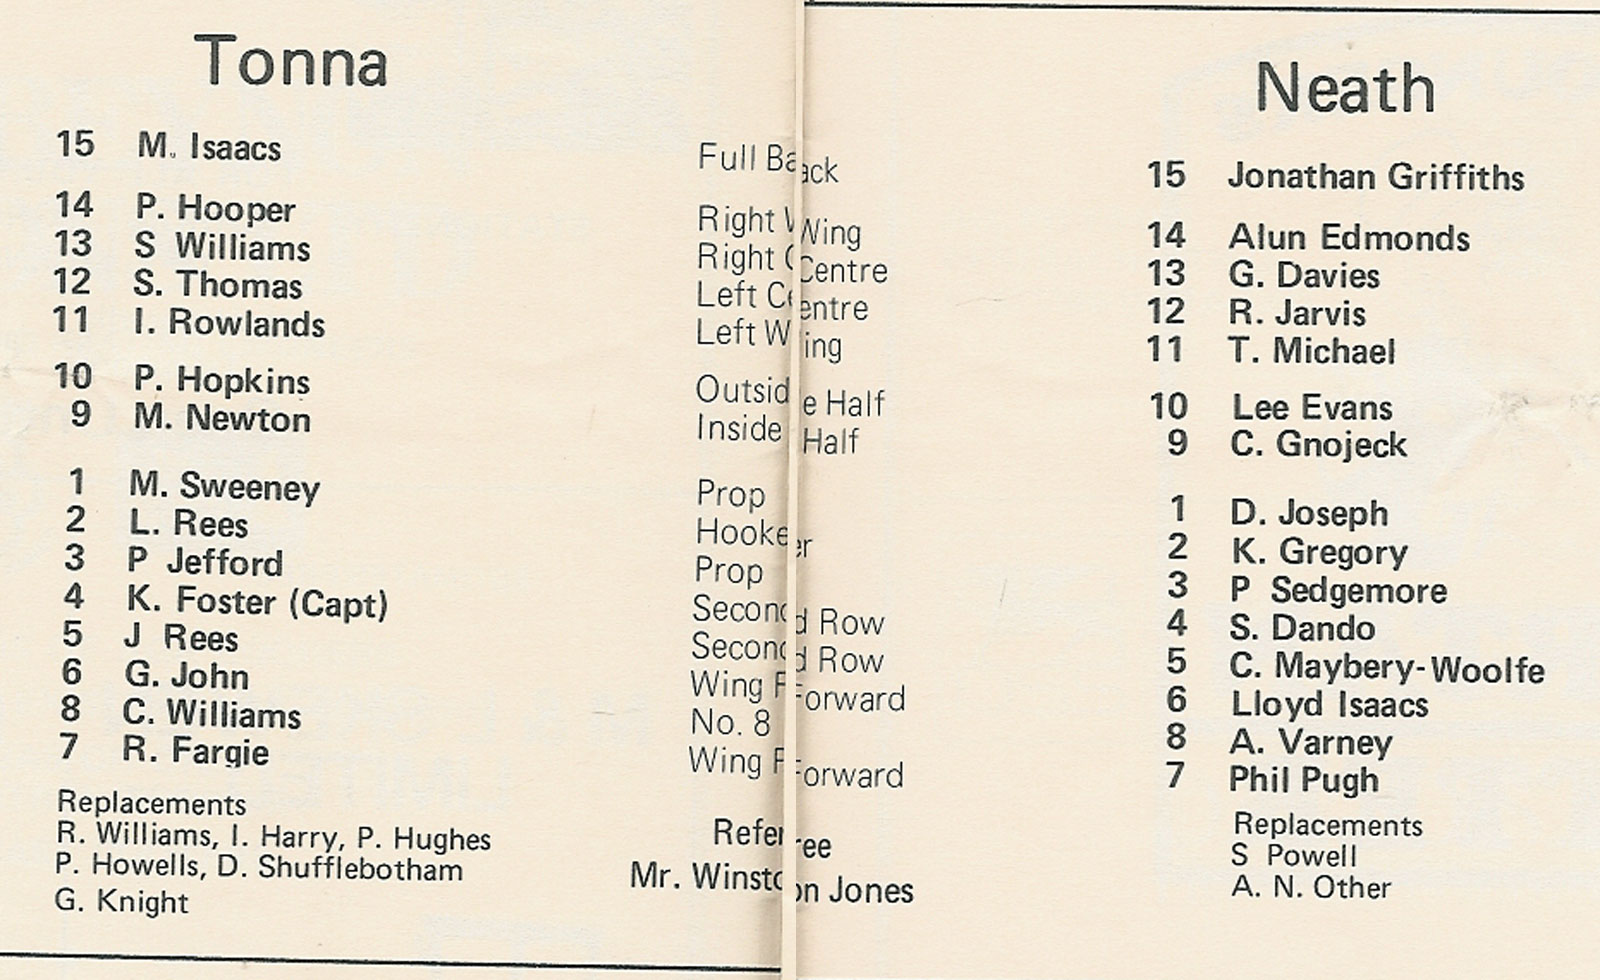 Tonna
15 M. Isaacs
14 P. Hooper
13 S Williams
12 S. Thomas
11 I. Rowlands
10 P. Hopkins
9 M. Newton
1 M. Sweeney
2 L. Rees
3 P Jefford
4 K. Foster (Capt)
5 J Rees
6 G. John
8 C. Williams
7 R. Fargie
Replacements
R. Williams, I. Harry, P. Hughes
P. Howells, D. Shufflebotham
G. Knight
Full Back
Right Wing
Right Centre
Left Centre
Left Wing
Outside Half
Inside Half
Prop
Hooker
Prop
Second Row
Second Row
Wing Forward
No. 8
Wing Forward
Referee
Mr. Winston Jones
Neath
15 Jonathan Griffiths
14 Alun Edmonds
13 G. Davies
12 R. Jarvis
11 T. Michael
10 Lee Evans
9 C. Gnojeck
1 D. Joseph
2 K. Gregory
3 P Sedgemore
4 S. Dando
5 C. Maybery-Woolfe
6 Lloyd Isaacs
8 A. Varney
7 Phil Pugh
Replacements
S Powell
A. N. Other